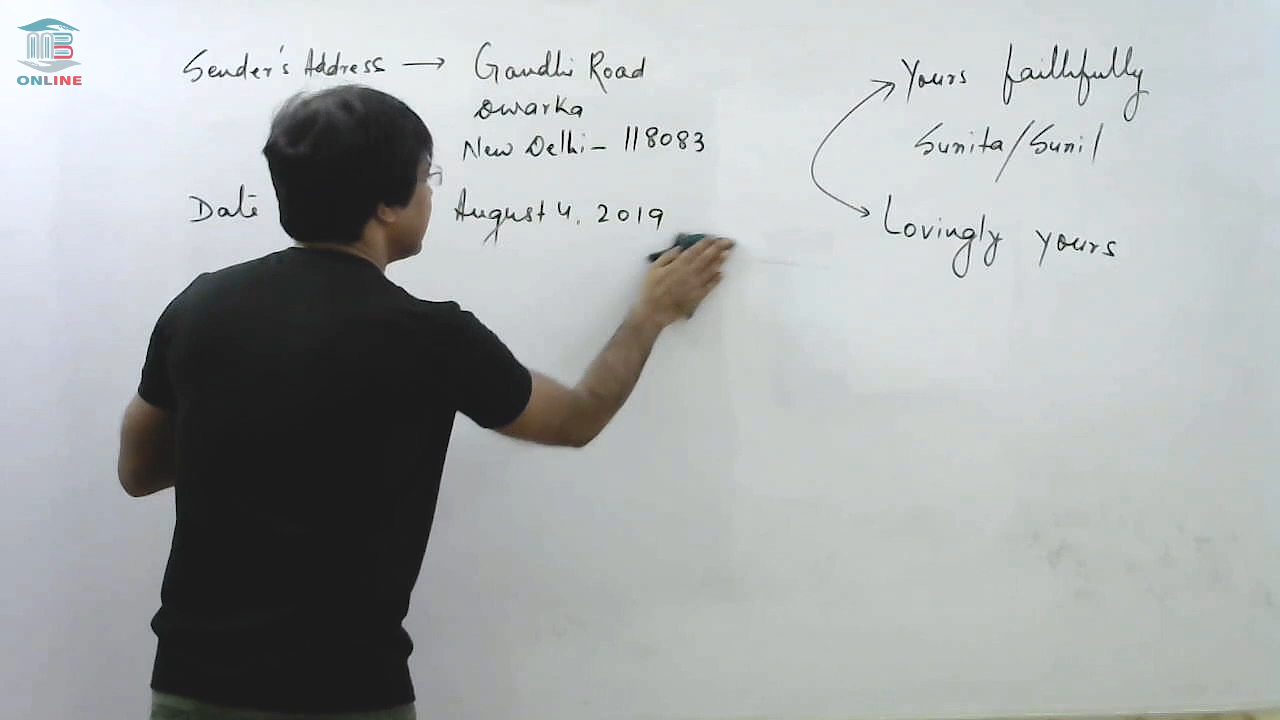 ONLINE
Sender's Address → Gandhi Road
Dwarka
New Delhi - 118083
Date August 4, 2019
Yours faithfully
Sunita/Sunil
Lovingly yours